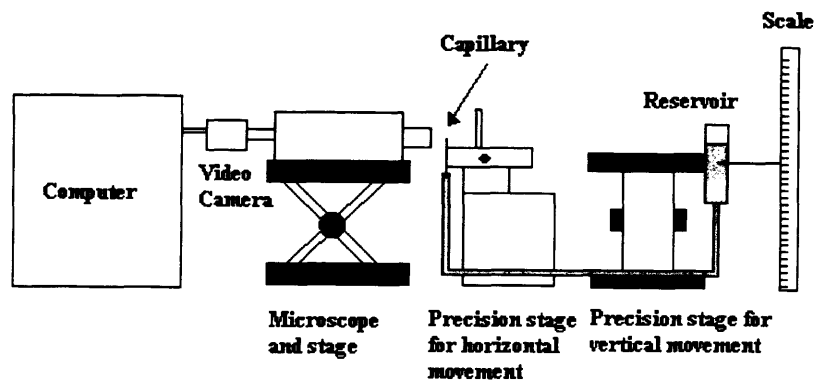 Scale
Capillary
Reservoir
Computer
Video
Camera
Microscope
and stage
Precision stage
for horizontal
movement
Precision stage for
vertical movement